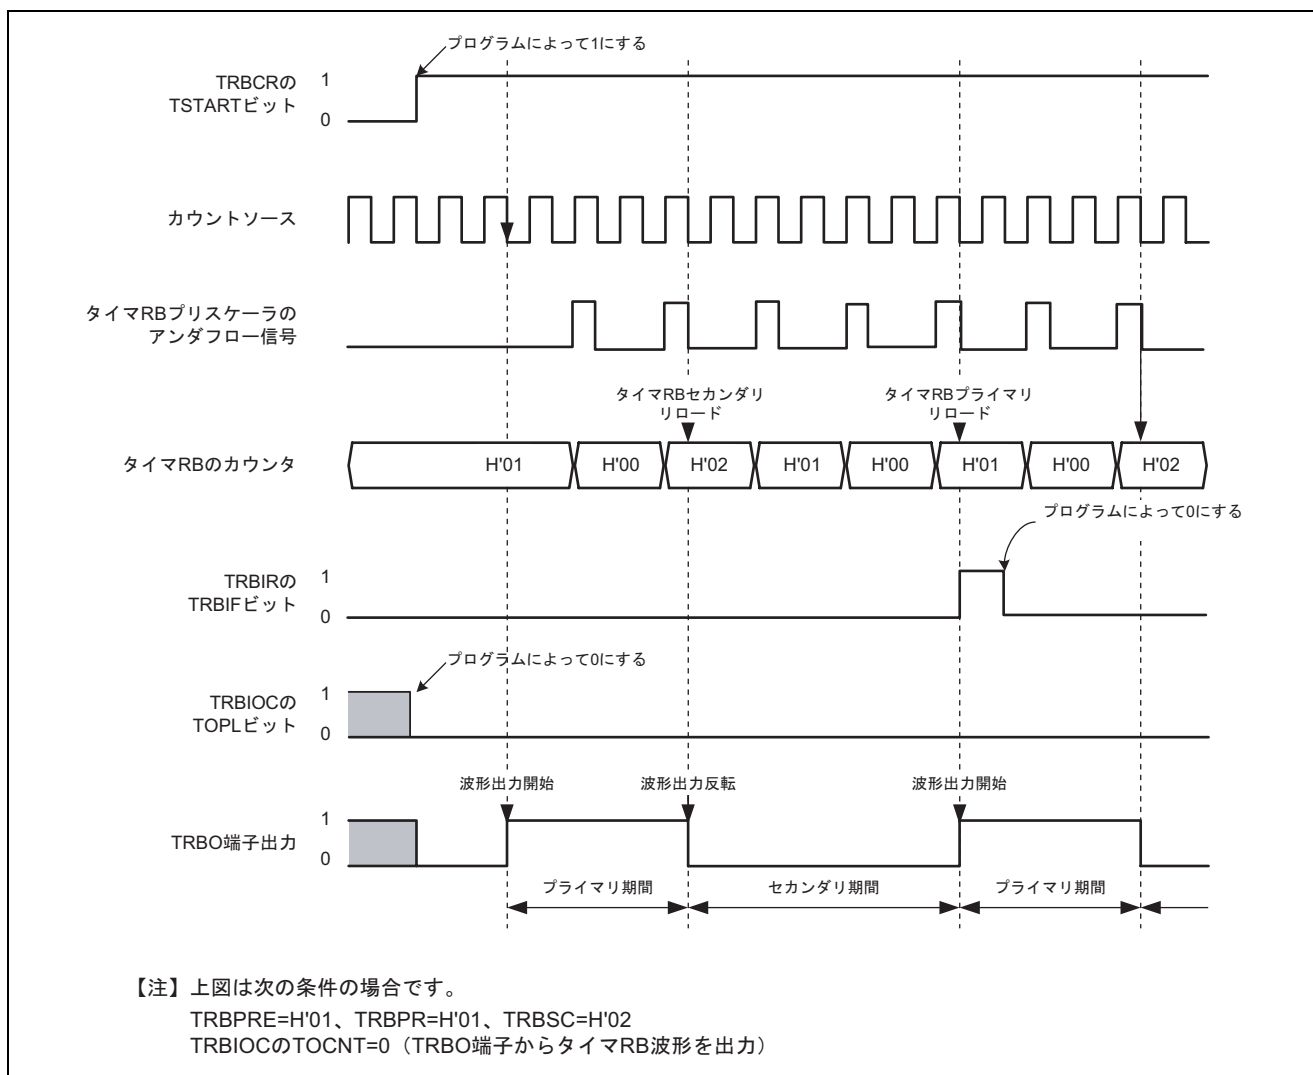 プログラムによって1にする
TRBCRの
TSTARTビット
1
0
カウントソース
タイマRBプリスケーラの
アンダフロー信号
タイマRBセカンダリ
リロード
タイマRBプライマリ
リロード
タイマRBのカウンタ
H'01
H'00
H'02
H'01
H'00
H'01
H'00
H'02
プログラムによって0にする
TRBIRの
TRBIFビット
1
0
プログラムによって0にする
TRBIOCの
TOPLビット
1
0
波形出力開始
波形出力反転
波形出力開始
TRBO端子出力
1
0
プライマリ期間
セカンダリ期間
プライマリ期間
【注】上図は次の条件の場合です。
TRBPRE=H'01、TRBPR=H'01、TRBSC=H'02
TRBIOCのTOCNT=0（TRBO端子からタイマRB波形を出力）